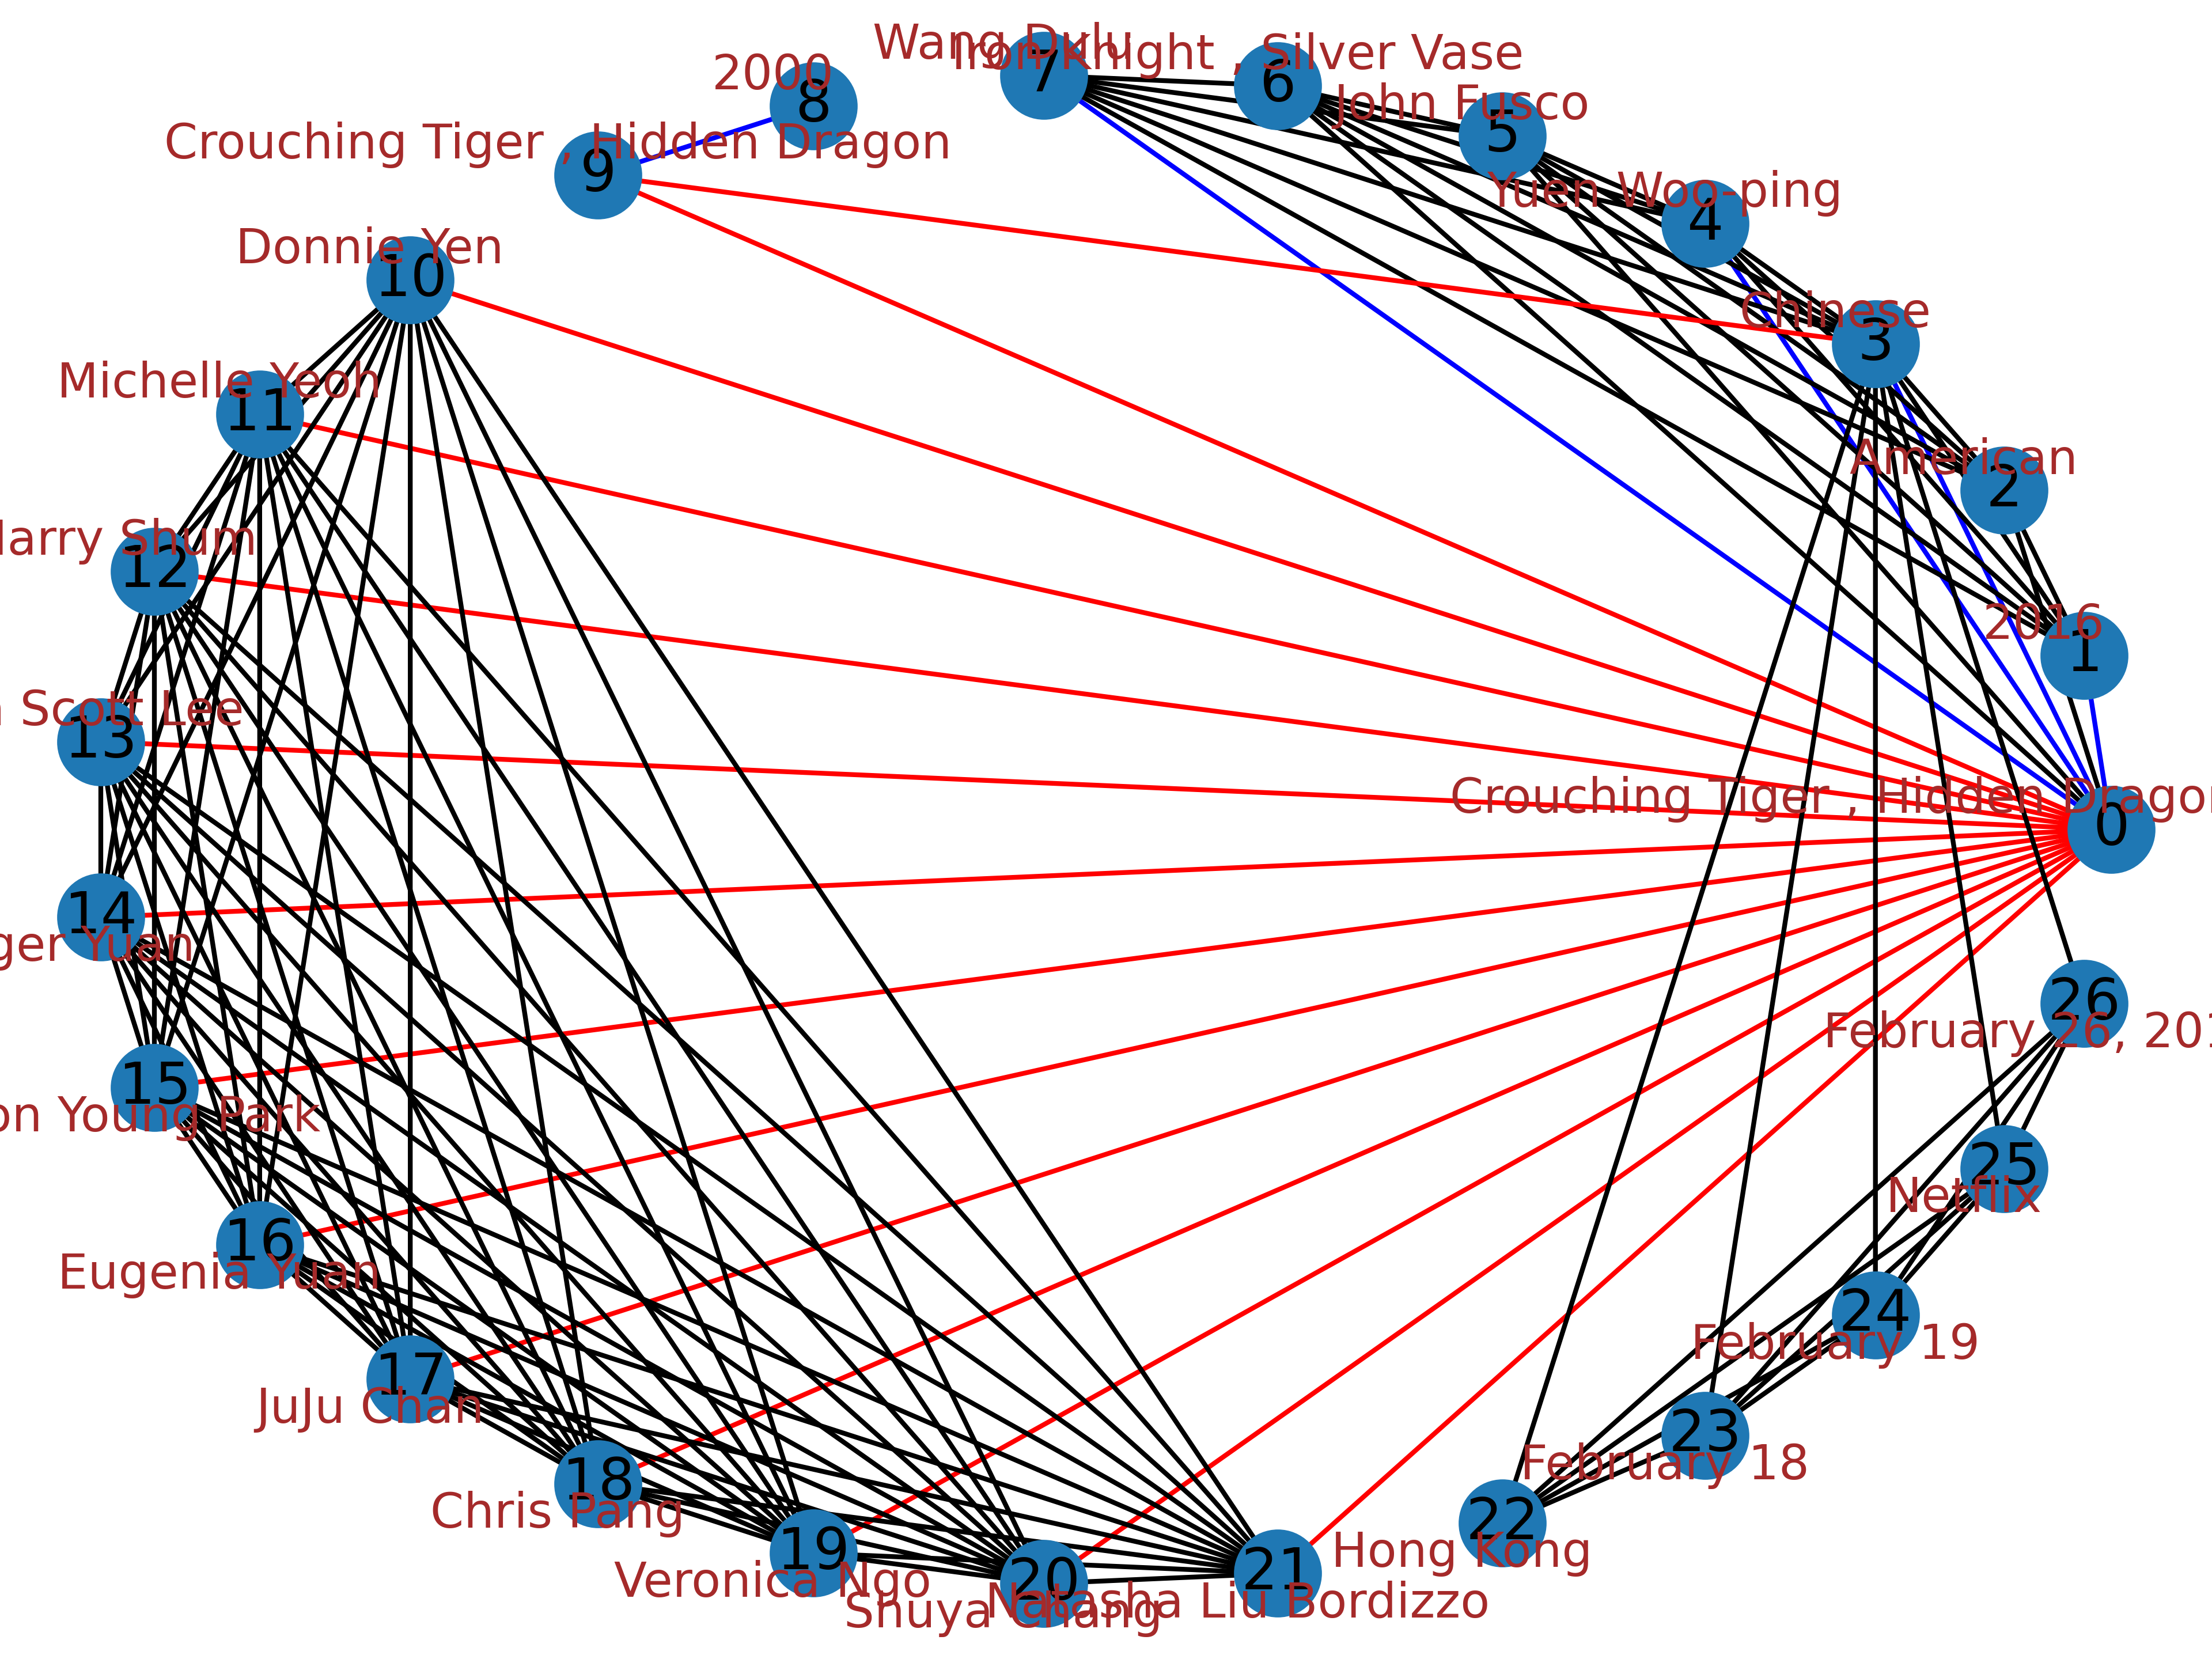 Wang Dulu
7
Iron Knight , Silver Vase
6
2000
8
John Fusco
5
Crouching Tiger , Hidden Dragon
9
Yuen Woo-ping
4
Donnie Yen
10
Chinese
3
Michelle Yeoh
11
American
2
Harry Shum
12
2016
1
Scott Lee
13
Crouching Tiger , Hidden Dragon
0
14
Yuan
26
February 26, 201
15
Young Park
25
Netflix
16
Eugenia Yuan
24
February 19
17
JuJu Chan
23
February 18
18
Chris Pang
22
Hong Kong
19
Veronica Ngo
20
Shuya Chang
21
Natasha Liu Bordizzo